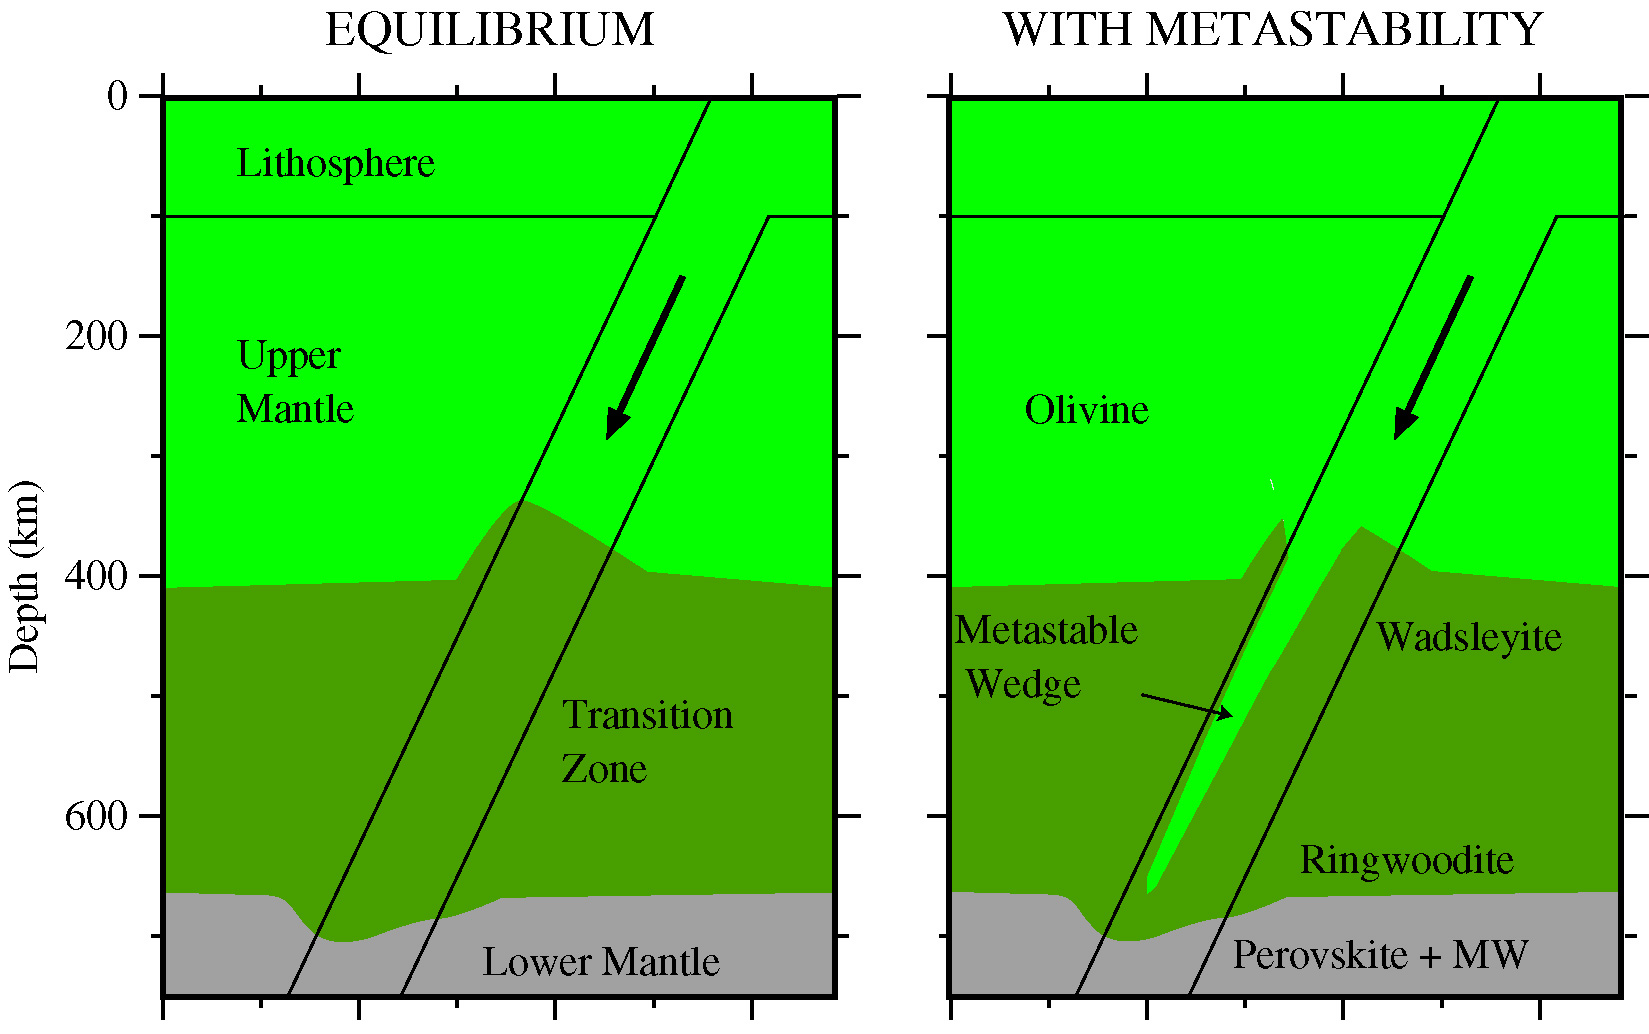 EQUILIBRIUM
WITH METASTABILITY
Depth (km)
0
200
400
600
Lithosphere
Upper
Mantle
Transition
Zone
Lower Mantle
Olivine
Metastable
Wedge
Wadsleyite
Ringwoodite
Perovskite + MW